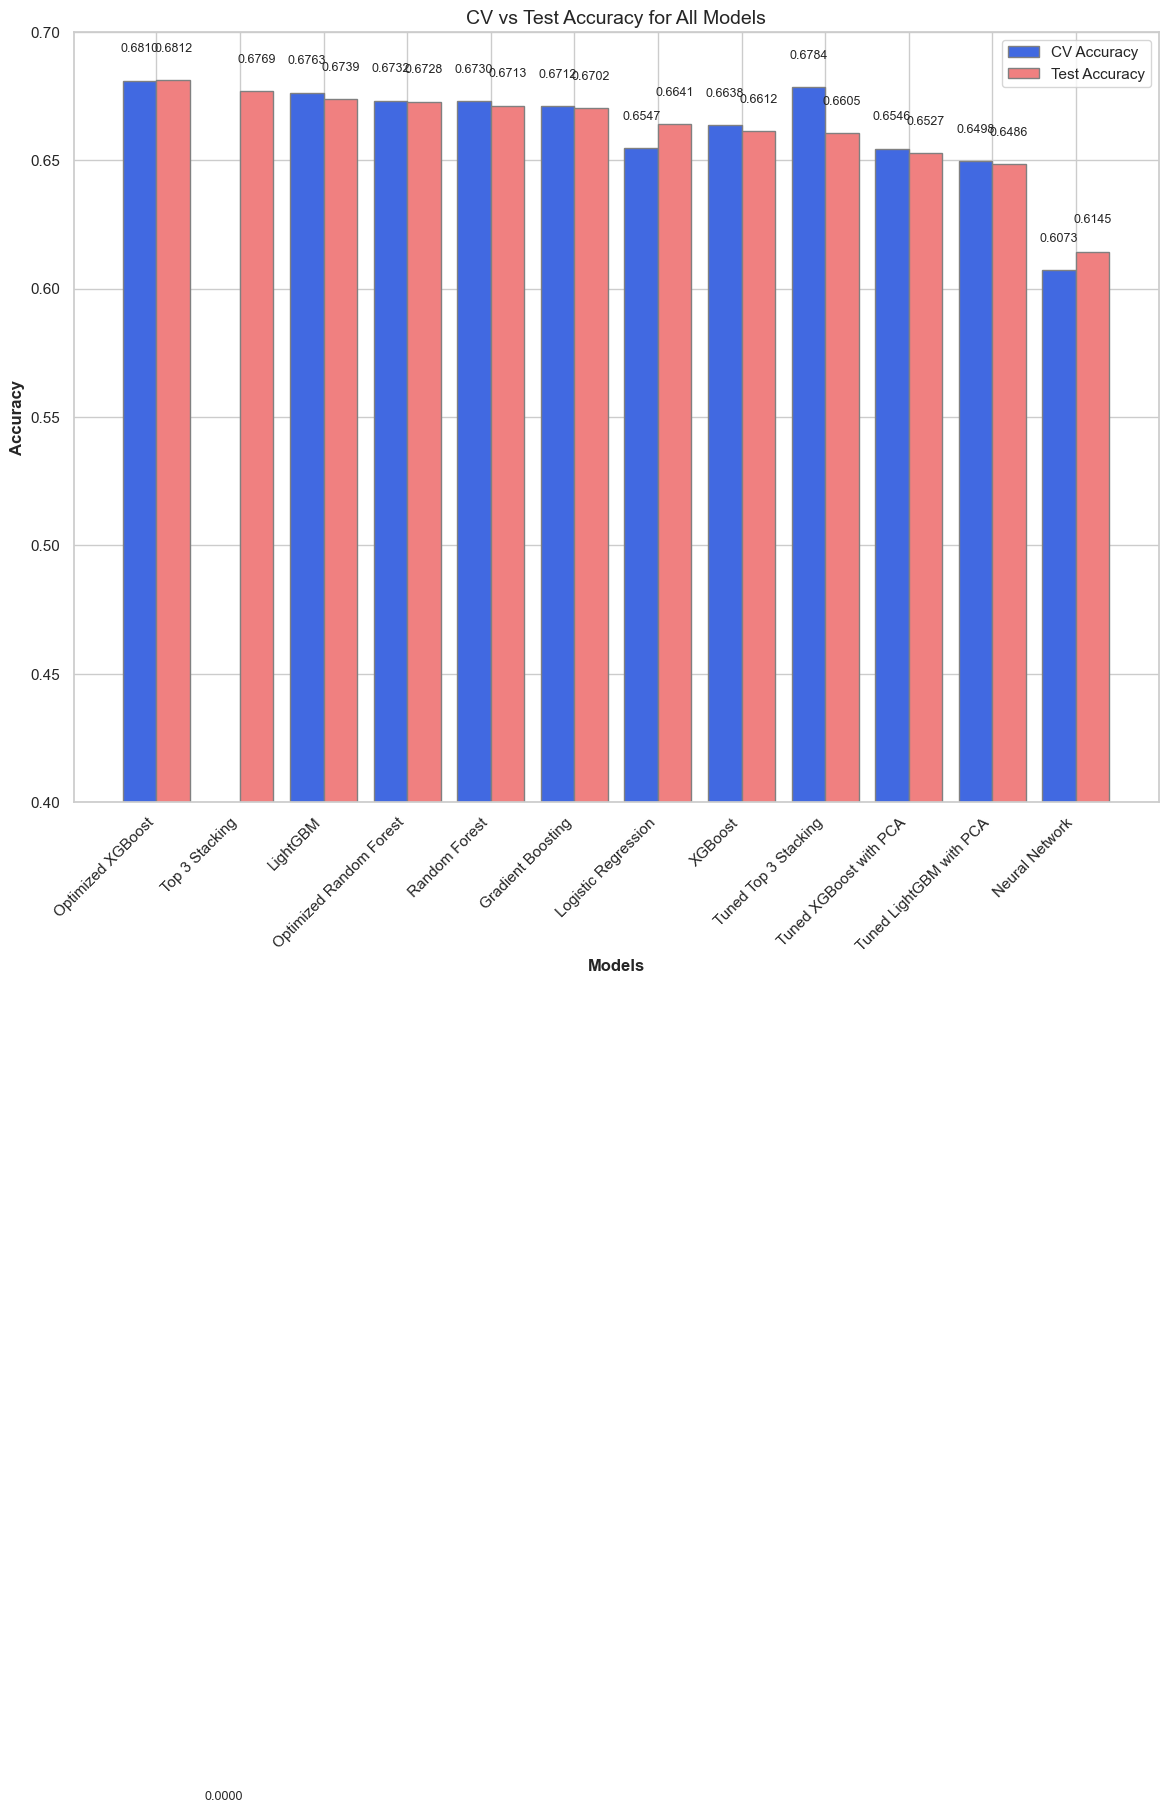 CV vs Test Accuracy for All Models
CV Accuracy
Test Accuracy
0.6810
0.6812
0.6769
0.6763
0.6739
0.6732
0.6728
0.6730
0.6713
0.6712
0.6702
0.6547
0.6641
0.6638
0.6612
0.6784
0.6605
0.6546
0.6527
0.6498
0.6486
0.6073
0.6145
0.70
0.65
0.60
0.55
0.50
0.45
0.40
Accuracy
Optimized XGBoost
Top 3 Stacking
LightGBM
Optimized Random Forest
Random Forest
Gradient Boosting
Logistic Regression
XGBoost
Tuned Top 3 Stacking
Tuned XGBoost with PCA
Tuned LightGBM with PCA
Neural Network
Models
0.0000